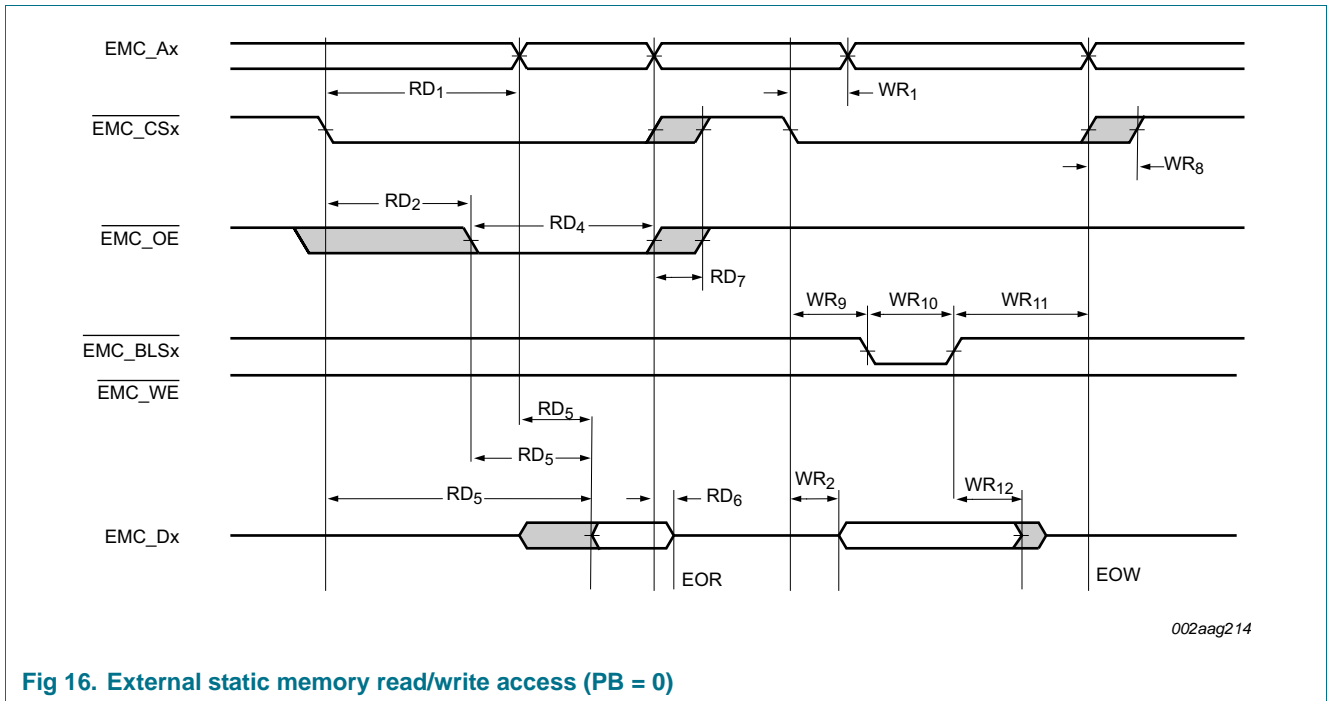 EMC_Ax
RD1
WR1
EMC_CSx
WR8
RD2
RD4
EMC_OE
RD7
WR9
WR10
WR11
EMC_BLSx
EMC_WE
RD5
RD5
RD5
RD6
WR2
WR12
EMC_Dx
EOR
EOW
002aag214
Fig 16. External static memory read/write access (PB = 0)